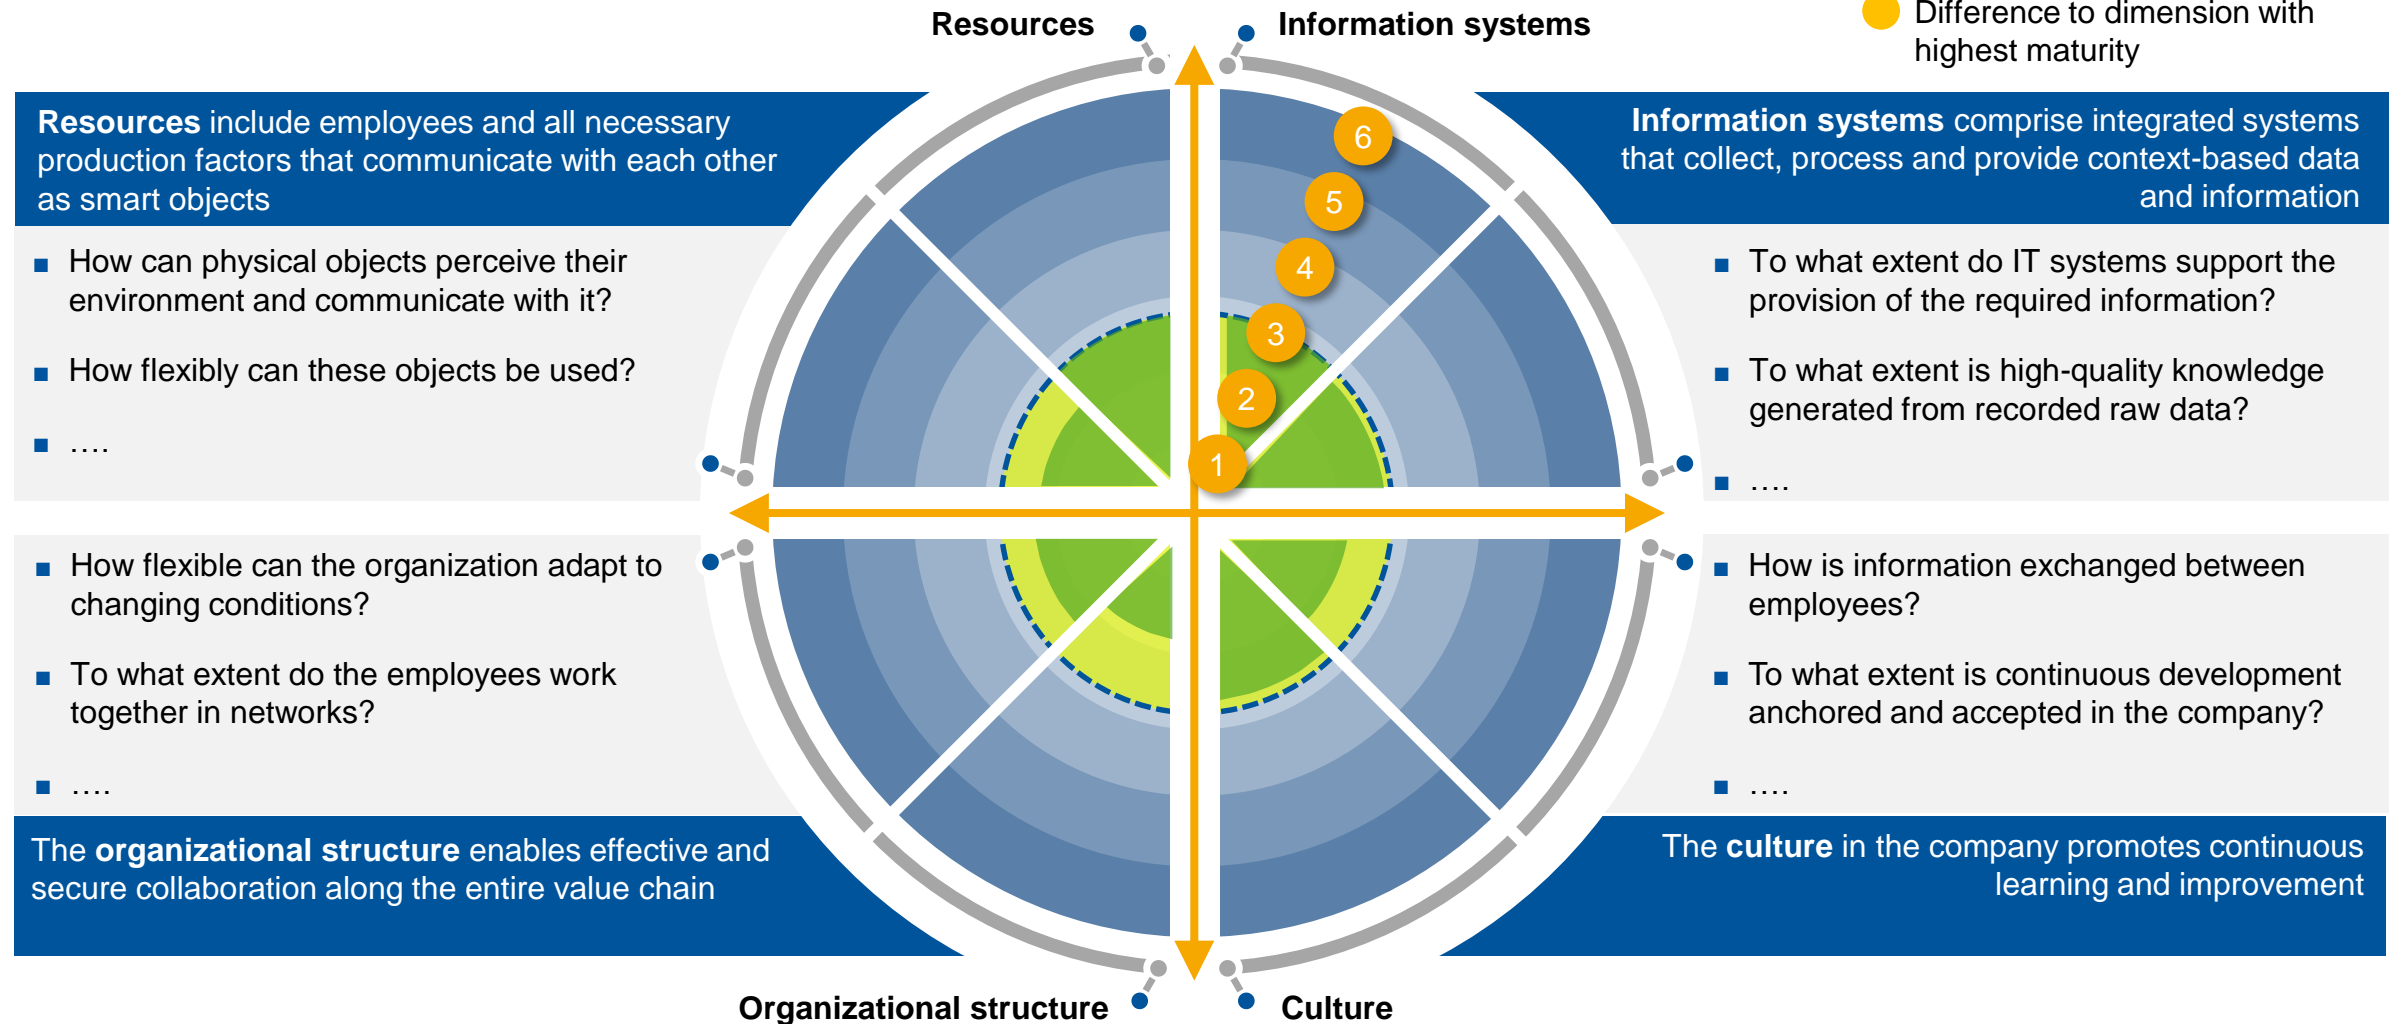 Resources
Information systems
Difference to dimension with
highest maturity
Resources include employees and all necessary
production factors that communicate with each other
as smart objects
Information systems comprise integrated systems
that collect, process and provide context-based data
and information
How can physical objects perceive their
environment and communicate with it?
How flexibly can these objects be used?
….
To what extent do IT systems support the
provision of the required information?
To what extent is high-quality knowledge
generated from recorded raw data?
….
6
5
4
3
2
1
How flexible can the organization adapt to
changing conditions?
To what extent do the employees work
together in networks?
….
How is information exchanged between
employees?
To what extent is continuous development
anchored and accepted in the company?
….
The organizational structure enables effective and
secure collaboration along the entire value chain
The culture in the company promotes continuous
learning and improvement
Organizational structure
Culture